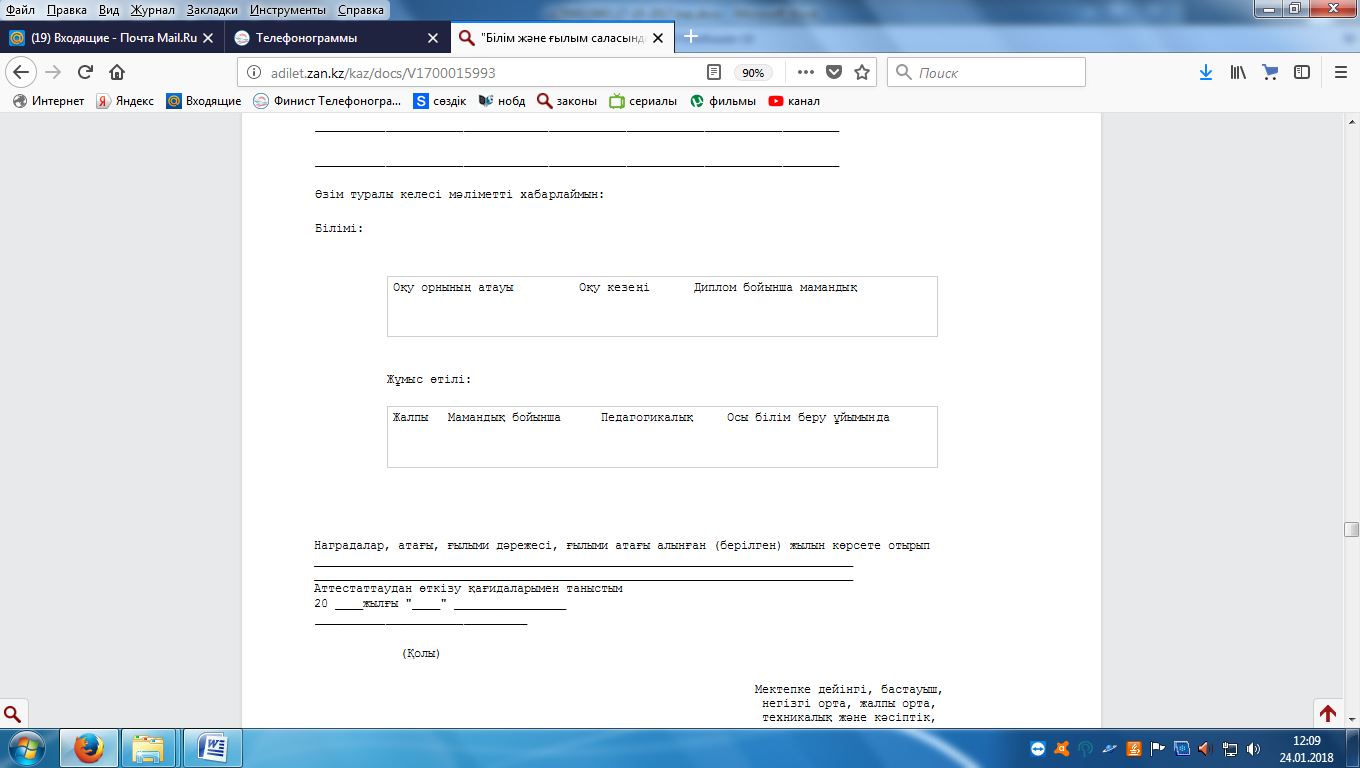 Файл Правка Вид Журнал Закладки Инструменты Справка
(19) Входящие - Почта Mail.Ru Телефонограммы "Білім және ғылым саласында
adilet.zan.kz/kaz/docs/V1700015993 90% Поиск
Интернет Яндекс Входящие Финист Телефоногра... сөздік нобд законы сериалы фильмы канал
Өзім туралы келесі мәліметті хабарлаймын:
Білімі:
Оқу орнының атауы Оқу кезеңі Диплом бойынша мамандық
Жұмыс өтілі:
Жалпы Мамандық бойынша Педагогикалық Осы білім беру ұйымында
Наградалар, атағы, ғылыми дәрежесі, ғылыми атағы алынған (берілген) жылын көрсете отырып
Аттестаттаудан өткізу қағидаларымен таныстым
20 ____жылғы "____" ________________
(Қолы)
Мектепке дейінгі, бастауыш,
негізгі орта, жалпы орта,
техникалық және кәсіптік,
12:09
24.01.2018